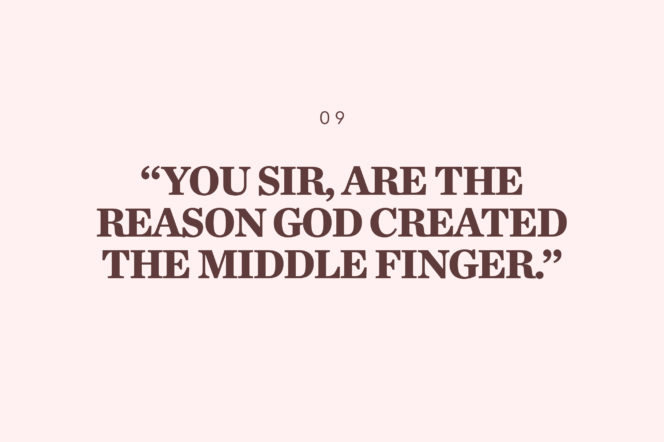 09
“YOU SIR, ARE THE
REASON GOD CREATED
THE MIDDLE FINGER.”